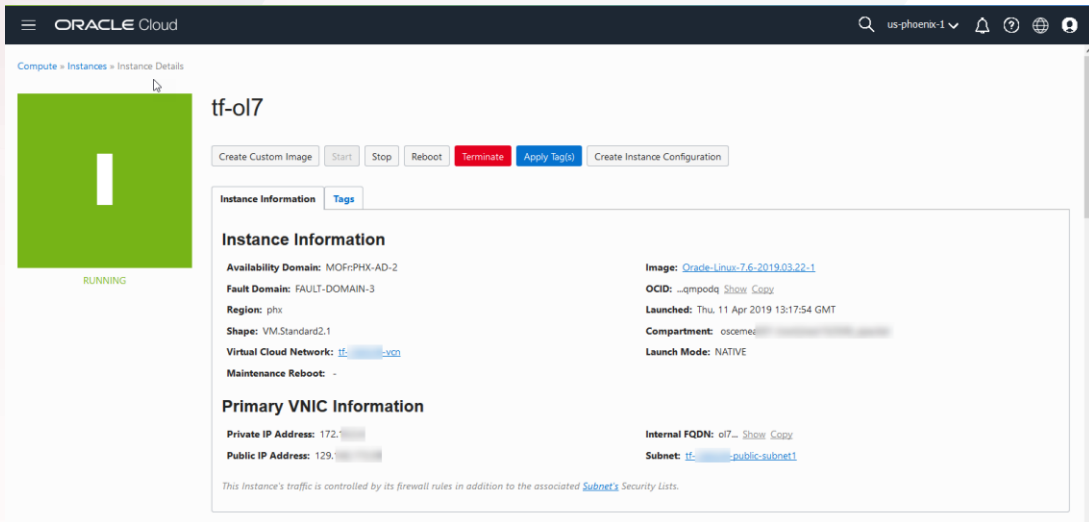 ORACLE Cloud
us-phoenix-1
Compute » Instances » Instance Details
tf-ol7
Create Custom Image Start Stop Reboot Terminate Apply Tag(s) Create Instance Configuration
Instance Information Tags
RUNNING
Instance Information
Availability Domain: MOFr:PHX-AD-2
Fault Domain: FAULT-DOMAIN-3
Region: phx
Shape: VM.Standard2.1
Virtual Cloud Network: tf- -vcn
Maintenance Reboot: -
Image: Oracle-Linux-7.6-2019.03.22-1
OCID: ...qmpodq Show Copy
Launched: Thu, 11 Apr 2019 13:17:54 GMT
Compartment: oscemea
Launch Mode: NATIVE
Primary VNIC Information
Private IP Address: 172.
Public IP Address: 129.
Internal FQDN: ol7... Show Copy
Subnet: tf- -public-subnet1
This Instance's traffic is controlled by its firewall rules in addition to the associated Subnet's Security Lists.